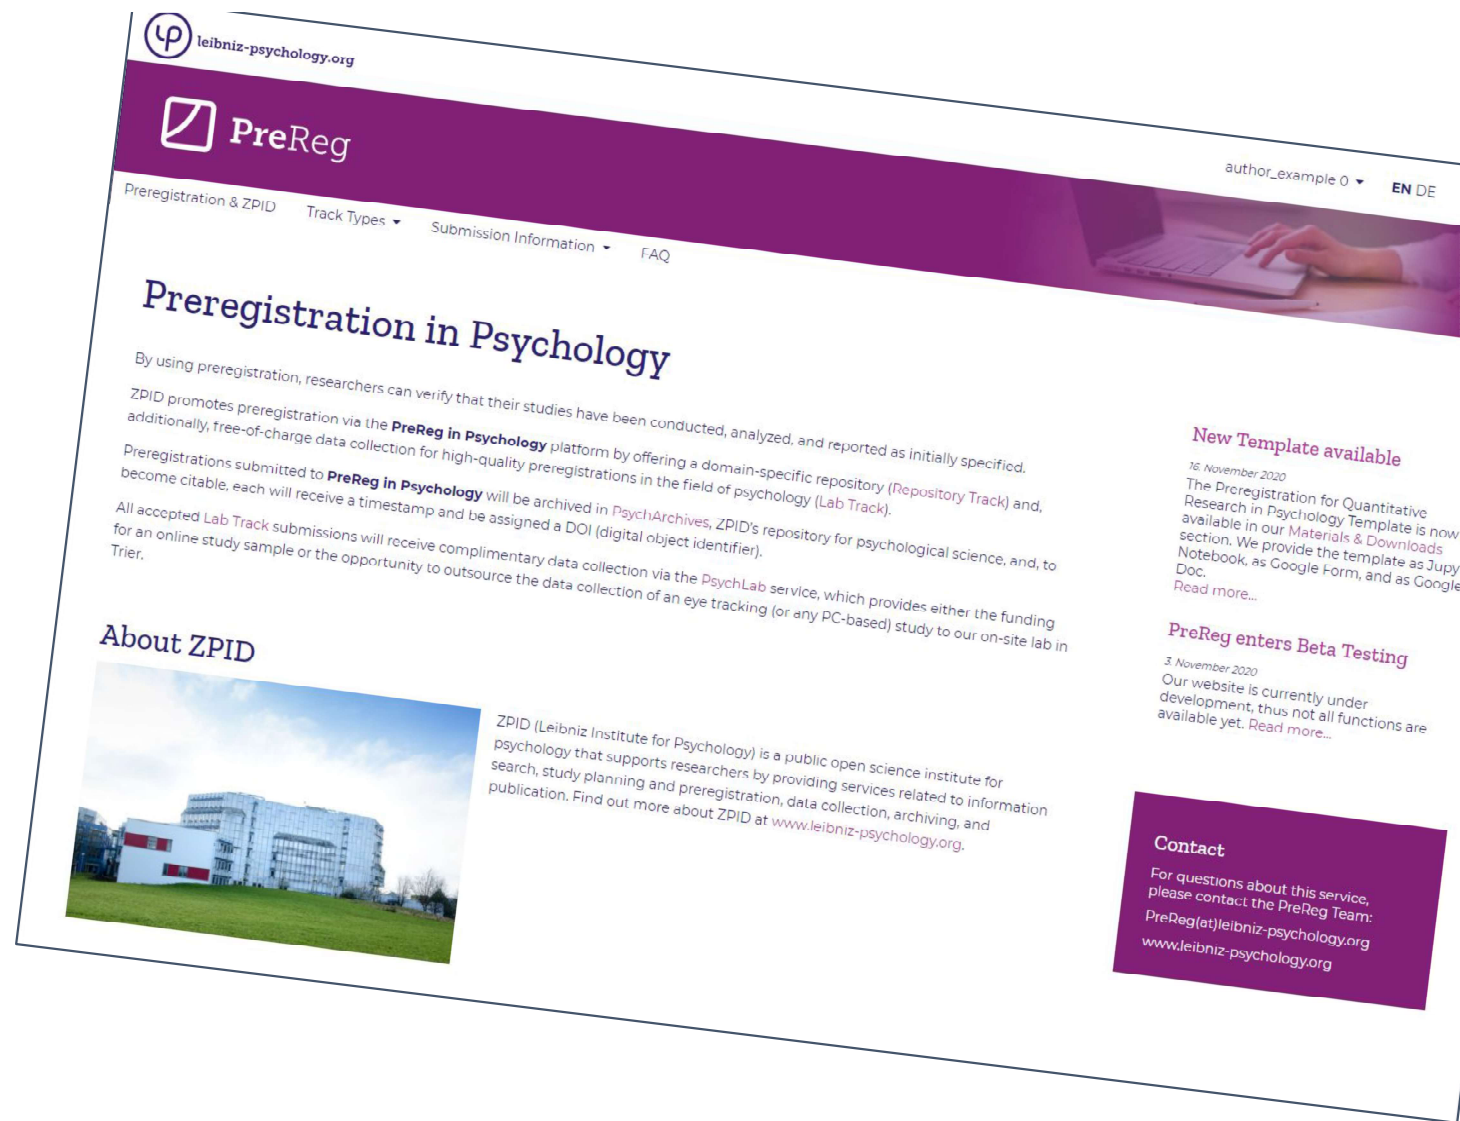 leibniz-psychology.org
PreReg
author_example 0
EN DE
Preregistration & ZPID
Track Types
Submission Information
FAQ
Preregistration in Psychology
By using preregistration, researchers can verify that their studies have been conducted, analyzed, and reported as initially specified.
ZPID promotes preregistration via the PreReg in Psychology platform by offering a domain-specific repository (Repository Track) and,
additionally, free-of-charge data collection for high-quality preregistrations in the field of psychology (Lab Track).
Preregistrations submitted to PreReg in Psychology will be archived in PsychArchives, ZPID's repository for psychological science, and, to
become citable, each will receive a timestamp and be assigned a DOI (digital object identifier).
All accepted Lab Track submissions will receive complimentary data collection via the PsychLab service, which provides either the funding
for an online study sample or the opportunity to outsource the data collection of an eye tracking (or any PC-based) study to our on-site lab in
Trier.
About ZPID
ZPID (Leibniz Institute for Psychology) is a public open science institute for
psychology that supports researchers by providing services related to information
search, study planning and preregistration, data collection, archiving, and
publication. Find out more about ZPID at www.leibniz-psychology.org.
New Template available
16. November 2020
The Preregistration for Quantitative
Research in Psychology Template is now
available in our Materials & Downloads
section. We provide the template as Jupy
Notebook, as Google Form, and as Google
Doc.
Read more...
PreReg enters Beta Testing
3. November 2020
Our website is currently under
development, thus not all functions are
available yet. Read more...
Contact
For questions about this service,
please contact the PreReg Team:
PreReg(at)leibniz-psychology.org
www.leibniz-psychology.org